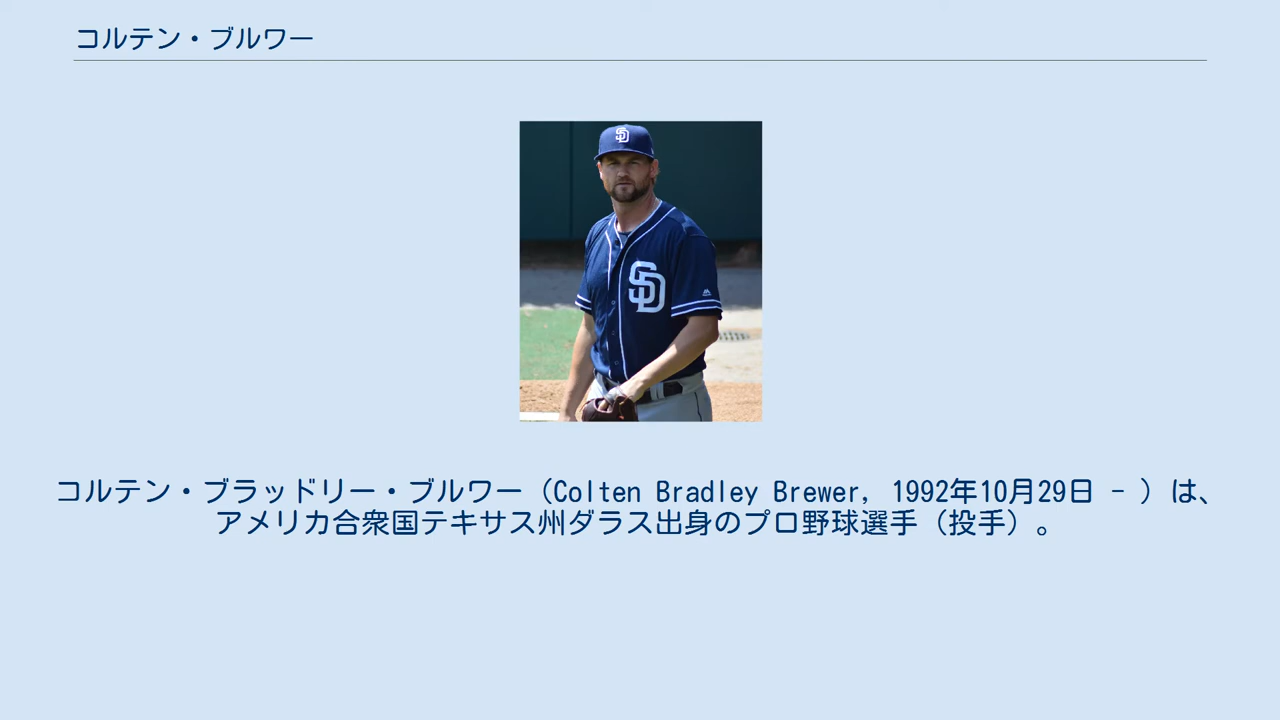 コルテン・ブルワー
SD
SD
コルテン・ブラッドリー・ブルワー（Colten Bradley Brewer, 1992年10月29日 - ）は、
アメリカ合衆国テキサス州ダラス出身のプロ野球選手（投手）。